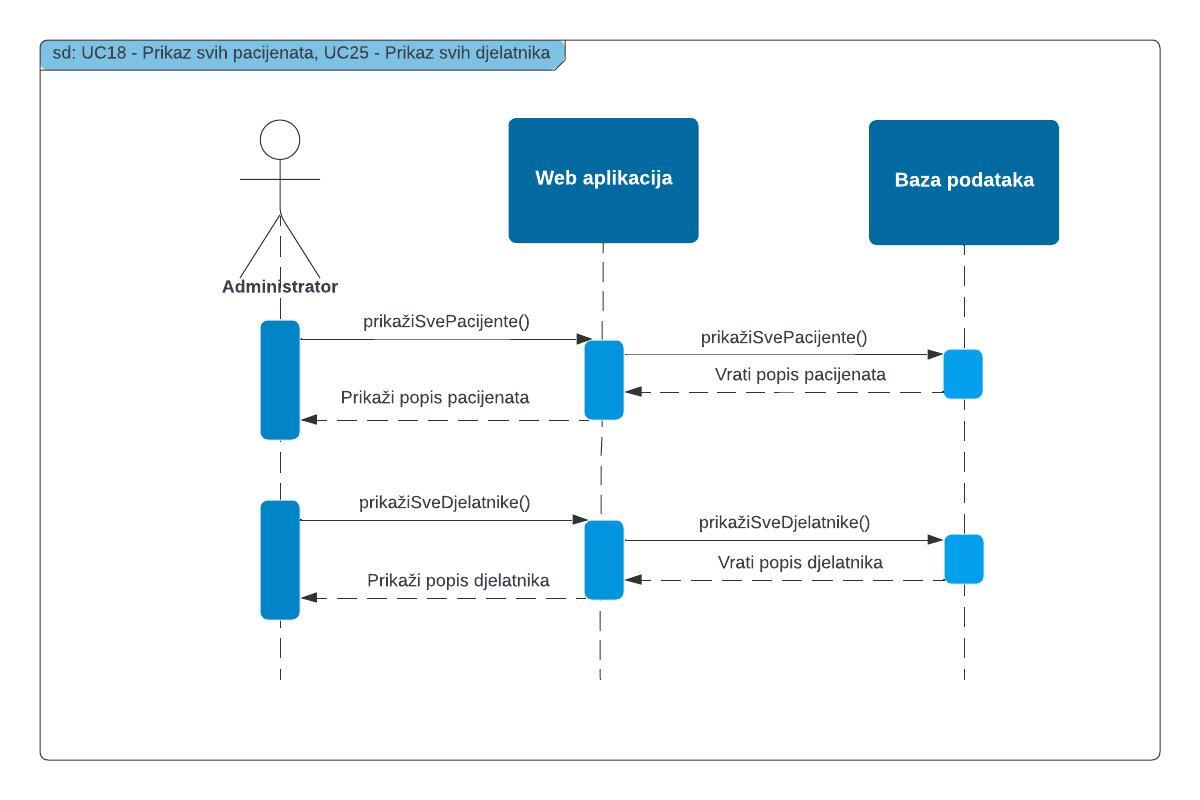 sd: UC18 - Prikaz svih pacijenata, UC25 - Prikaz svih djelatnika
Web aplikacija
Baza podataka
Administrator
prikažiSvePacijente()
prikažiSvePacijente()
Vrati popis pacijenata
Prikaži popis pacijenata
prikažiSveDjelatnike()
prikažiSveDjelatnike()
Vrati popis djelatnika
Prikaži popis djelatnika